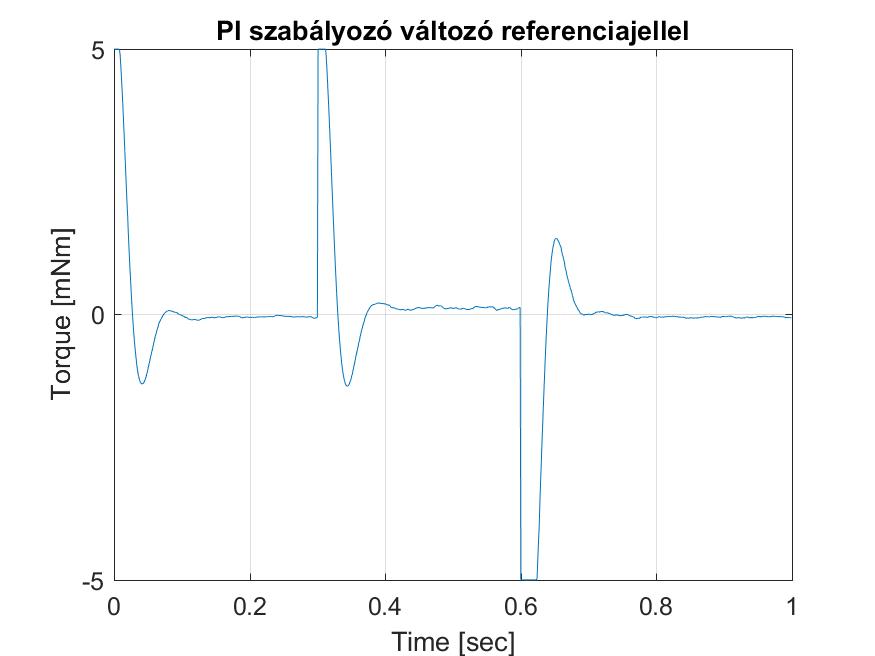 PI szabályozó változó referenciajellel
5
0
-5
Torque [mNm]
0 0.2 0.4 0.6 0.8 1
Time [sec]